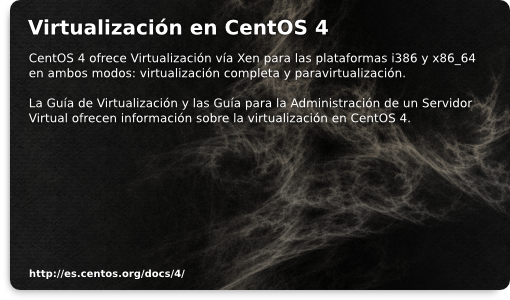 Virtualización en CentOS 4
CentOS 4 ofrece Virtualización vía Xen para las plataformas i386 y x86_64
en ambos modos: virtualización completa y paravirtualización.
La Guía de Virtualización y las Guía para la Administración de un Servidor
Virtual ofrecen información sobre la virtualización en CentOS 4.
http://es.centos.org/docs/4/